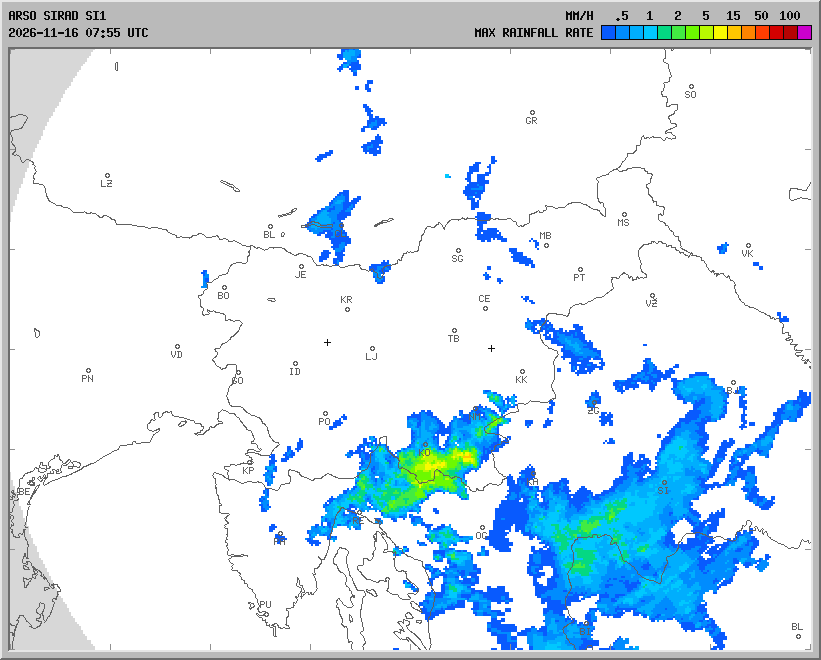 ARSO SIRAD SI1
MM/H .5 1 2 5 15 50 100
2026-11-16 07:55 UTC
MAX RAINFALL RATE
SO
GR
LZ
MS
BL
MB
VK
SG
JE
PT
BO
KR
CE
VZ
TB
VD
LJ
ID
PN
GO
KK
BJ
ZG
PO
KO
KP
SI
BE
OG
PU
BL